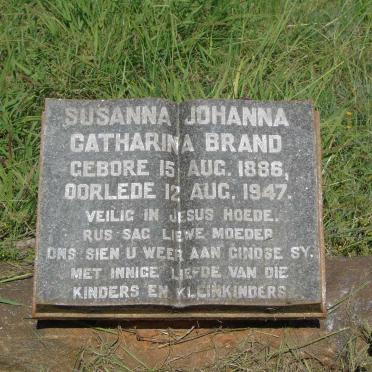 SUSANNA JOHANNA
CATHARINA BRAND
GEBORE 15 AUG. 1886,
OORLEDE 12 AUG. 1947.
VEILIG IN JESUS HOEDE.
RUS SAG LIEWE MOEDER
ONS SIEN U WEER AAN GINDSE SY.
MET INNIGE LIEFDE VAN DIE
KINDERS EN KLEINKINDERS